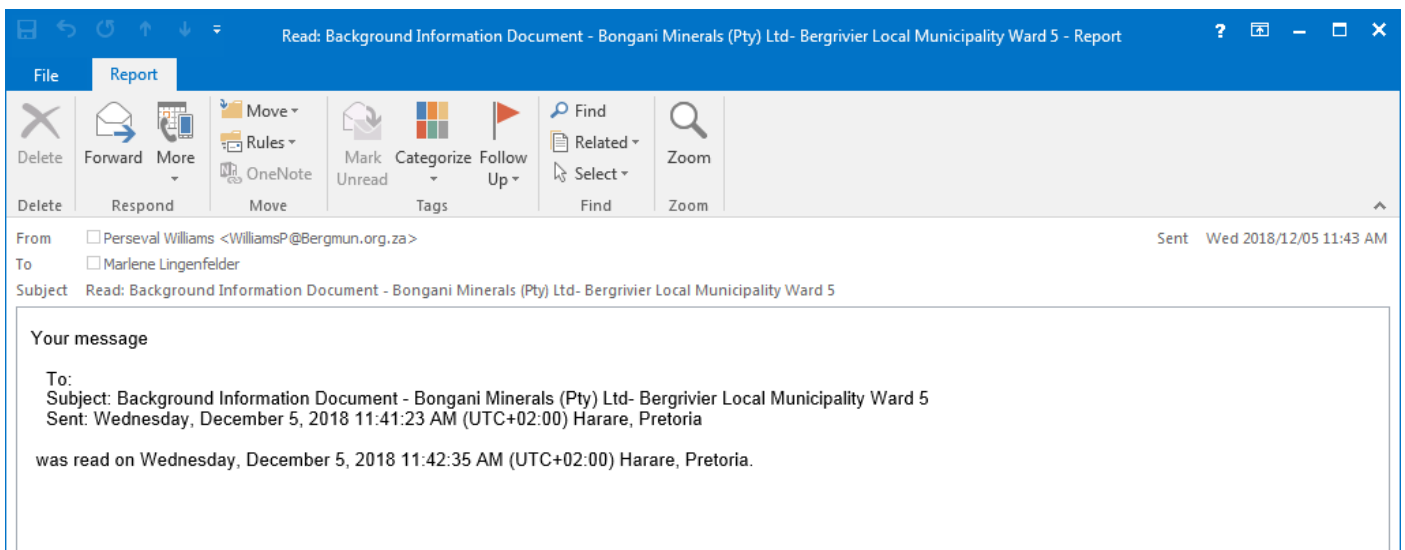 Read: Background Information Document - Bongani Minerals (Pty) Ltd- Bergrivier Local Municipality Ward 5 - Report
File Report
Delete
Forward
More
Move
Rules
OneNote
Mark Unread
Categorize
Follow Up
Find
Related
Select
Zoom
Delete Respond Move Tags Find Zoom
From Perseval Williams <WilliamsP@Bergmun.org.za> Sent Wed 2018/12/05 11:43 AM
To Marlene Lingenfelder
Subject Read: Background Information Document - Bongani Minerals (Pty) Ltd- Bergrivier Local Municipality Ward 5
Your message
To:
Subject: Background Information Document - Bongani Minerals (Pty) Ltd- Bergrivier Local Municipality Ward 5
Sent: Wednesday, December 5, 2018 11:41:23 AM (UTC+02:00) Harare, Pretoria
was read on Wednesday, December 5, 2018 11:42:35 AM (UTC+02:00) Harare, Pretoria.